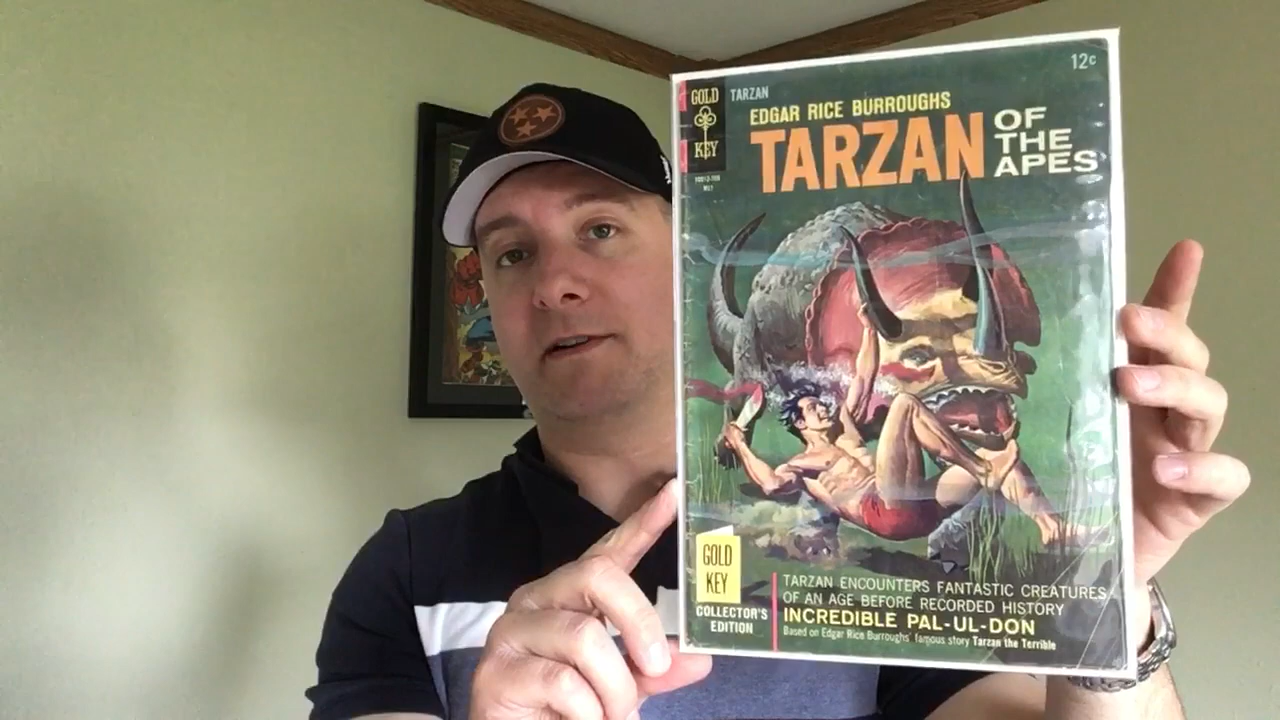 GOLD
KEY
TARZAN
12c
EDGAR RICE BURROUGHS
TARZAN OF
THE
APES
GOLD
KEY
COLLECTOR'S
EDITION
TARZAN ENCOUNTERS FANTASTIC CREATURES
OF AN AGE BEFORE RECORDED HISTORY
INCREDIBLE PAL-UL-DON
Based on Edgar Rice Burroughs' famous story Tarzan the Terrible